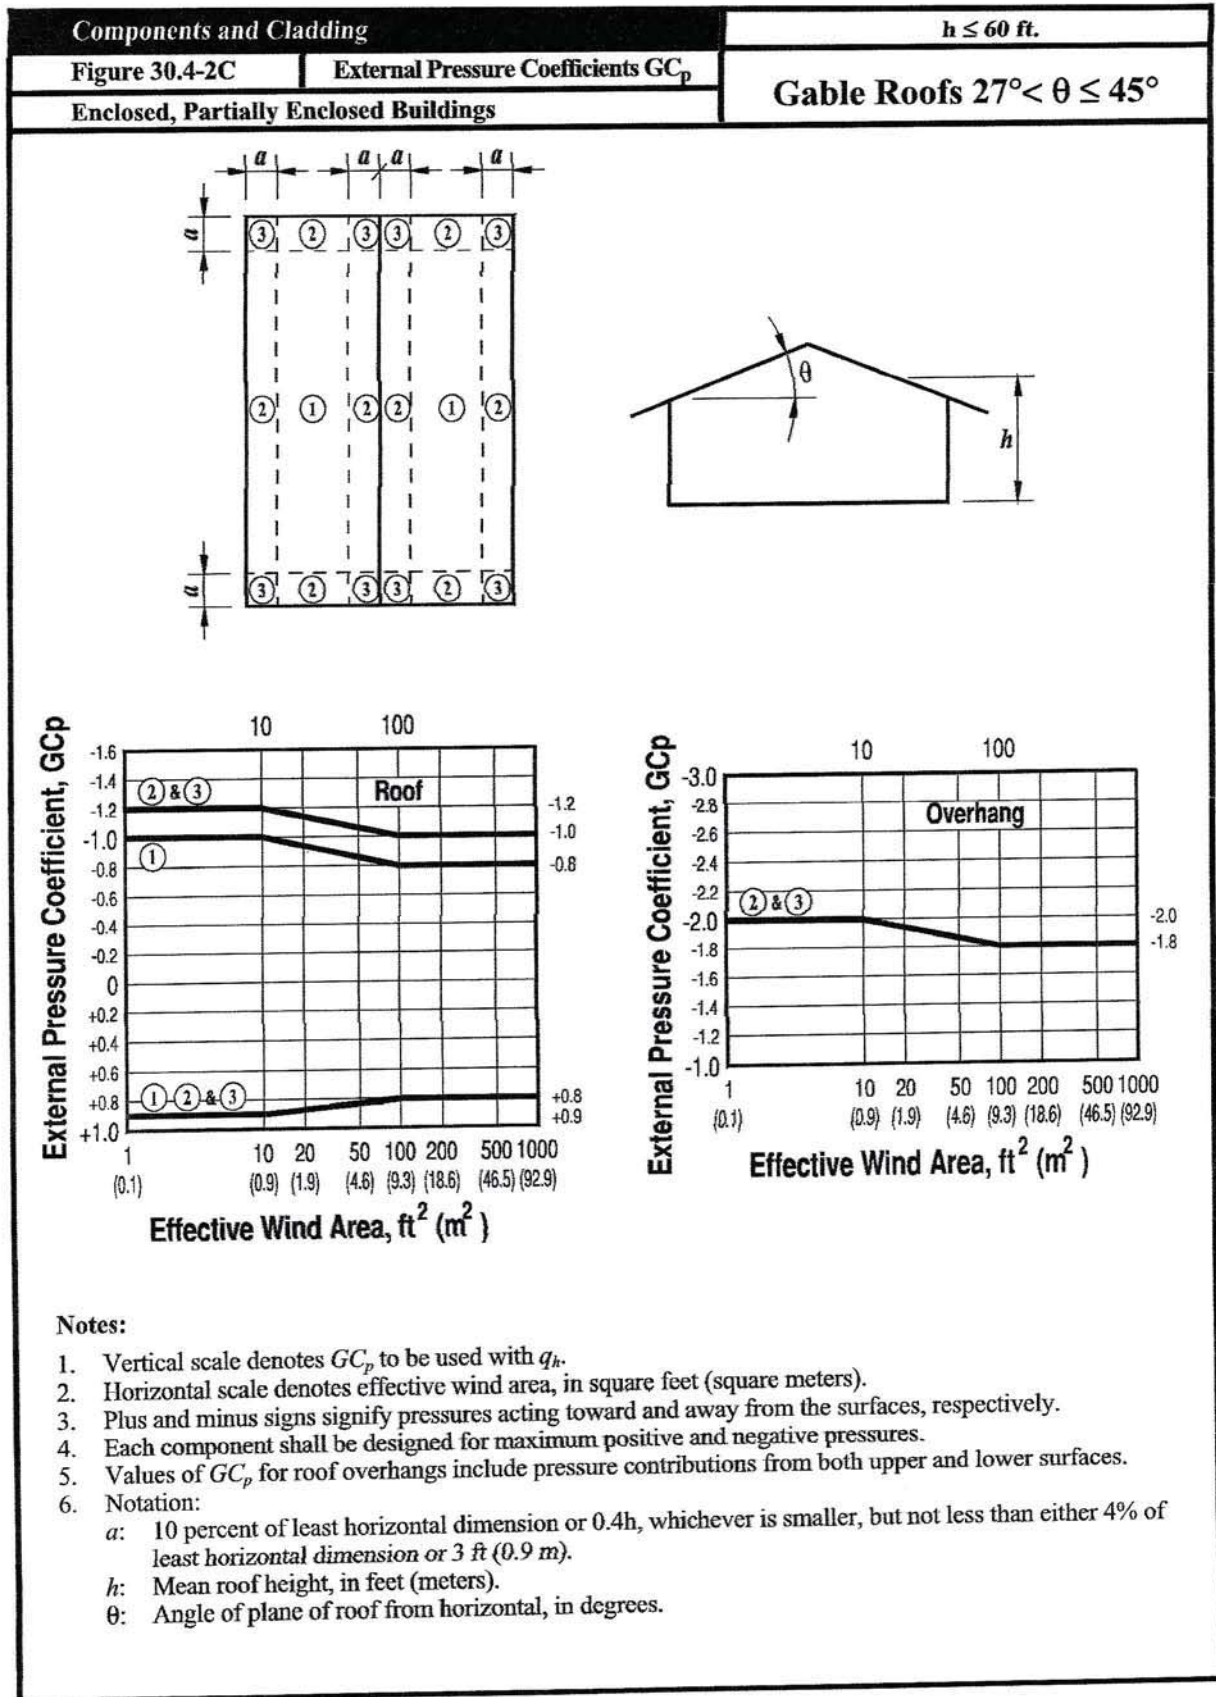 Components and Cladding
h ≤ 60 ft.
Figure 30.4-2C
External Pressure Coefficients GCp
Gable Roofs 27°< θ ≤ 45°
Enclosed, Partially Enclosed Buildings
a a a a
a
3 2 3 3 2 3
2 1 2 2 1 2
a
3 2 3 3 2 3
θ
h
External Pressure Coefficient, GCp
10 100
-1.6
-1.4
-1.2
-1.0
-0.8
-0.6
-0.4
-0.2
0
+0.2
+0.4
+0.6
+0.8
+1.0
2 & 3
Roof
1
1 2 & 3
-1.2
-1.0
-0.8
+0.8
+0.9
1 10 20 50 100 200 500 1000
(0.1) (0.9) (1.9) (4.6) (9.3) (18.6) (46.5) (92.9)
Effective Wind Area, ft² (m²)
External Pressure Coefficient, GCp
10 100
-3.0
-2.8
-2.6
-2.4
-2.2
-2.0
-1.8
-1.6
-1.4
-1.2
-1.0
Overhang
2 & 3
-2.0
-1.8
1 10 20 50 100 200 500 1000
(0.1) (0.9) (1.9) (4.6) (9.3) (18.6) (46.5) (92.9)
Effective Wind Area, ft² (m²)
Notes:
1. Vertical scale denotes GCp to be used with qh.
2. Horizontal scale denotes effective wind area, in square feet (square meters).
3. Plus and minus signs signify pressures acting toward and away from the surfaces, respectively.
4. Each component shall be designed for maximum positive and negative pressures.
5. Values of GCp for roof overhangs include pressure contributions from both upper and lower surfaces.
6. Notation:
a: 10 percent of least horizontal dimension or 0.4h, whichever is smaller, but not less than either 4% of
least horizontal dimension or 3 ft (0.9 m).
h: Mean roof height, in feet (meters).
θ: Angle of plane of roof from horizontal, in degrees.